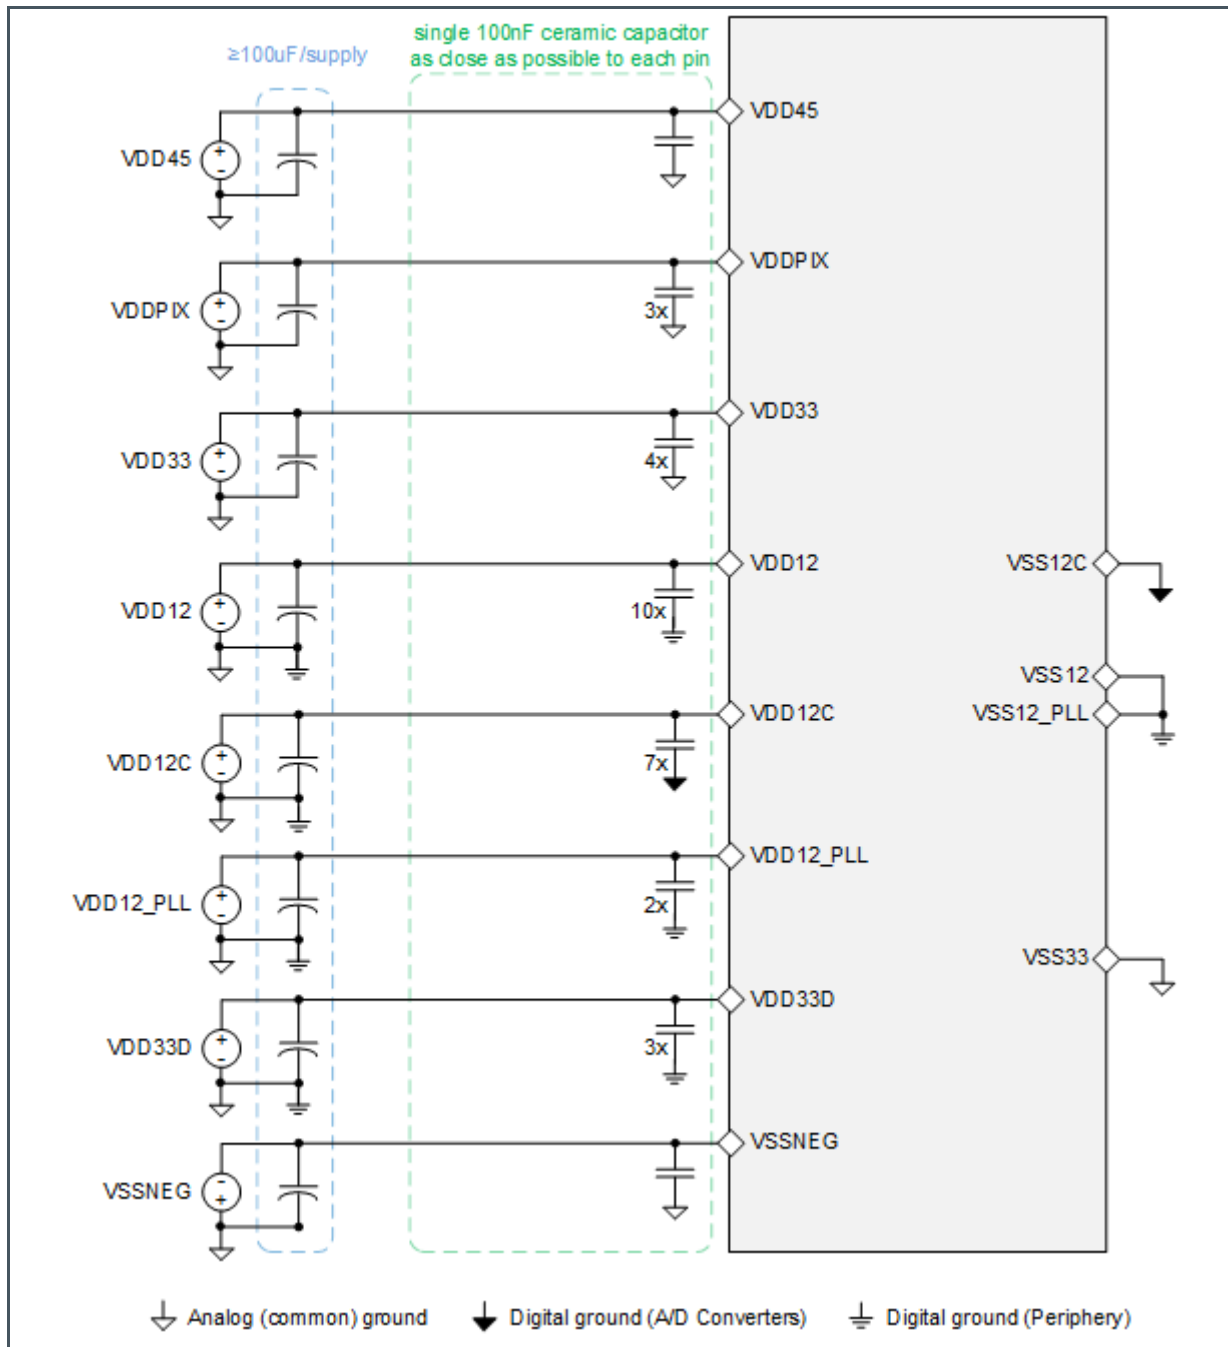 single 100nF ceramic capacitor
≥100uF/supply
as close as possible to each pin
VDD45
+
-
VDD45
VDDPIX
+
-
VDDPIX
3x
VDD33
+
-
VDD33
4x
VDD12
VSS12C
+
-
VDD12
10x
VSS12
VDD12C
VSS12_PLL
+
-
VDD12C
7x
VDD12_PLL
+
-
VDD12_PLL
2x
VSS33
VDD33D
+
-
VDD33D
3x
VSSNEG
-
+
VSSNEG
Analog (common) ground
Digital ground (A/D Converters)
Digital ground (Periphery)